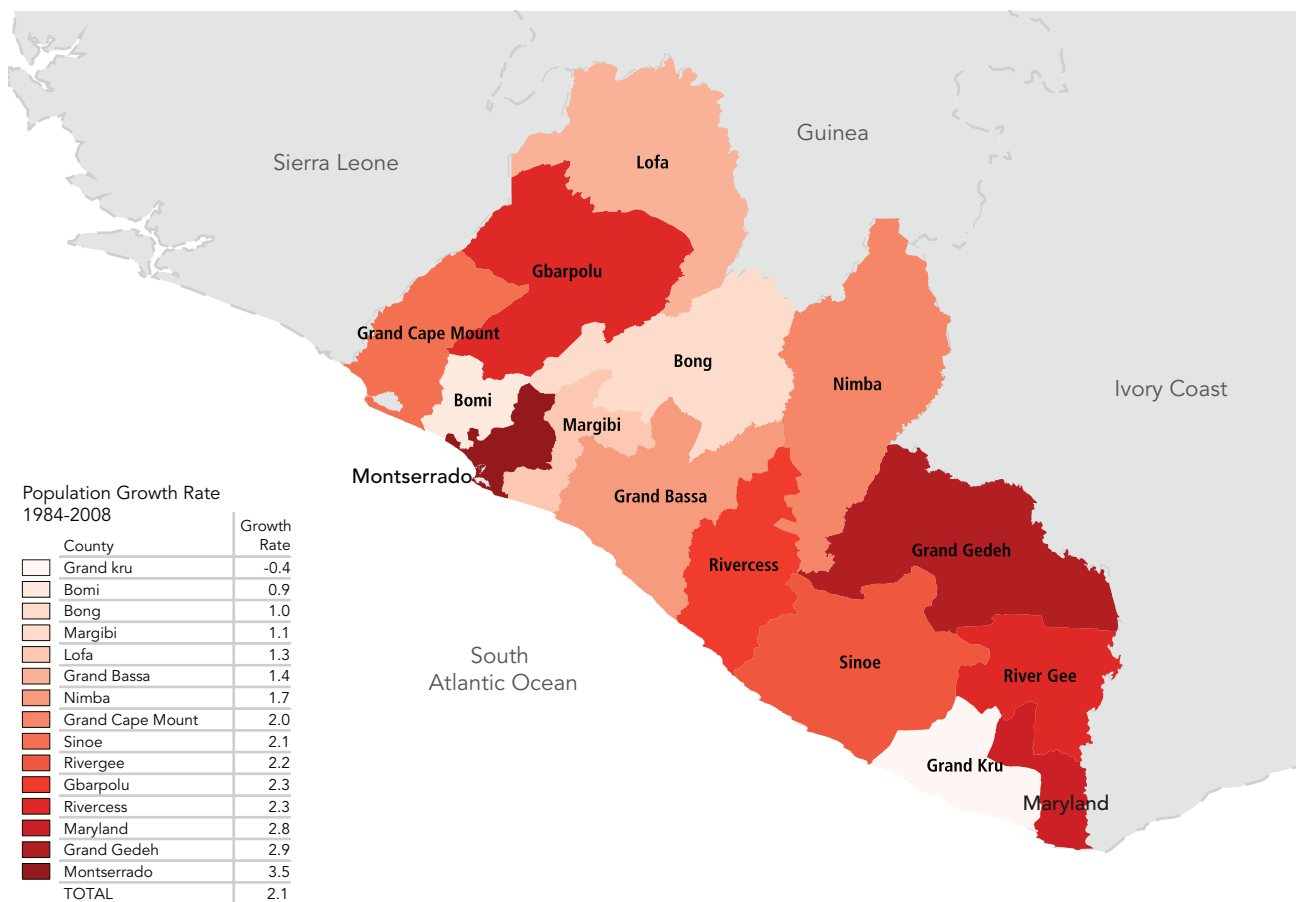 Guinea
Sierra Leone
Lofa
Gbarpolu
Grand Cape Mount
Bong
Nimba
Ivory Coast
Bomi
Margibi
Montserrado
Grand Bassa
Grand Gedeh
Rivercess
Sinoe
River Gee
South
Atlantic Ocean
Grand Kru
Maryland
Population Growth Rate
1984-2008
County Growth Rate
Grand kru -0.4
Bomi 0.9
Bong 1.0
Margibi 1.1
Lofa 1.3
Grand Bassa 1.4
Nimba 1.7
Grand Cape Mount 2.0
Sinoe 2.1
Rivergee 2.2
Gbarpolu 2.3
Rivercess 2.3
Maryland 2.8
Grand Gedeh 2.9
Montserrado 3.5
TOTAL 2.1